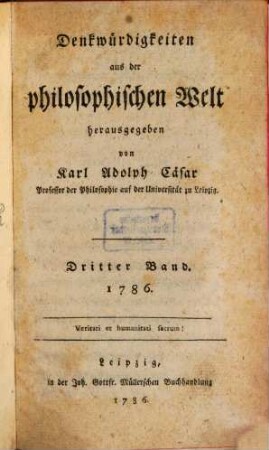 Denkwürdigkeiten
aus der
philosophischen Welt
herausgegeben
von
Karl Adolph Cäsar
Professor der Philosophie auf der Universität zu Leipzig.
Dritter Band.
1786.
Veritati et humanitati sacrum!
Leipzig,
in der Joh. Gottfr. Müllerschen Buchhandlung
1786.